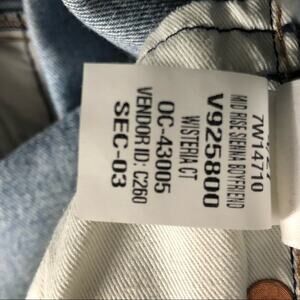 7W14710
MID RISE SIENNA BOYFRIEND
V925800
WISTERIA CT
OC-43005
VENDOR ID: C260
SEC-03